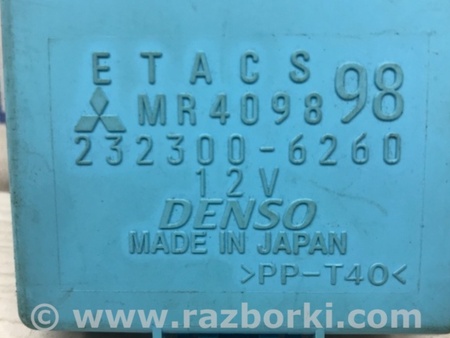 ETACS
MR409898
232300-6260
12V
DENSO
MADE IN JAPAN
>PP-T40<
www.razborki.com